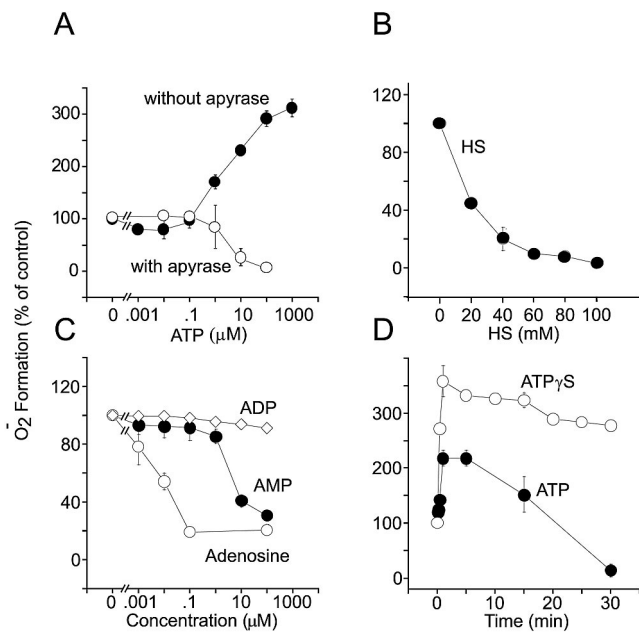 A
B
without apyrase
with apyrase
300
200
100
0
0 .001 .1 10 1000
ATP (μM)
HS
120
80
40
0
0 20 40 60 80 100
HS (mM)
O2- Formation (% of control)
C
D
ADP
AMP
Adenosine
120
80
40
0
0 .001 .1 10 1000
Concentration (μM)
ATPγS
ATP
300
200
100
0
0 10 20 30
Time (min)